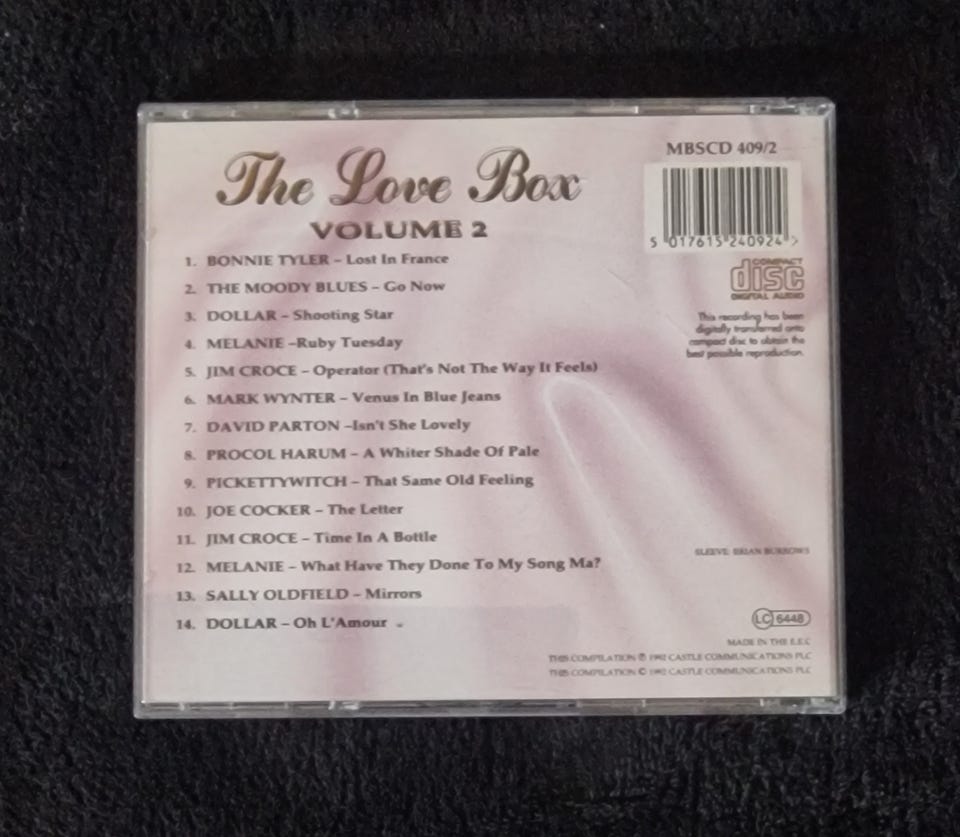 The Love Box
VOLUME 2
1. BONNIE TYLER – Lost In France
2. THE MOODY BLUES – Go Now
3. DOLLAR – Shooting Star
4. MELANIE –Ruby Tuesday
5. JIM CROCE – Operator (That's Not The Way It Feels)
6. MARK WYNTER – Venus In Blue Jeans
7. DAVID PARTON –Isn't She Lovely
8. PROCOL HARUM – A Whiter Shade Of Pale
9. PICKETTYWITCH – That Same Old Feeling
10. JOE COCKER – The Letter
11. JIM CROCE – Time In A Bottle
12. MELANIE – What Have They Done To My Song Ma?
13. SALLY OLDFIELD – Mirrors
14. DOLLAR – Oh L'Amour
MBSCD 409/2
5 017615 240924 >
COMPACT
disc
DIGITAL AUDIO
This recording has been
digitally transferred onto
compact disc to obtain the
best possible reproduction.
SLEEVE: BRIAN BURROWS
LC 6448
MADE IN THE E.E.C
THIS COMPILATION ℗ 1992 CASTLE COMMUNICATIONS PLC
THIS COMPILATION © 1992 CASTLE COMMUNICATIONS PLC